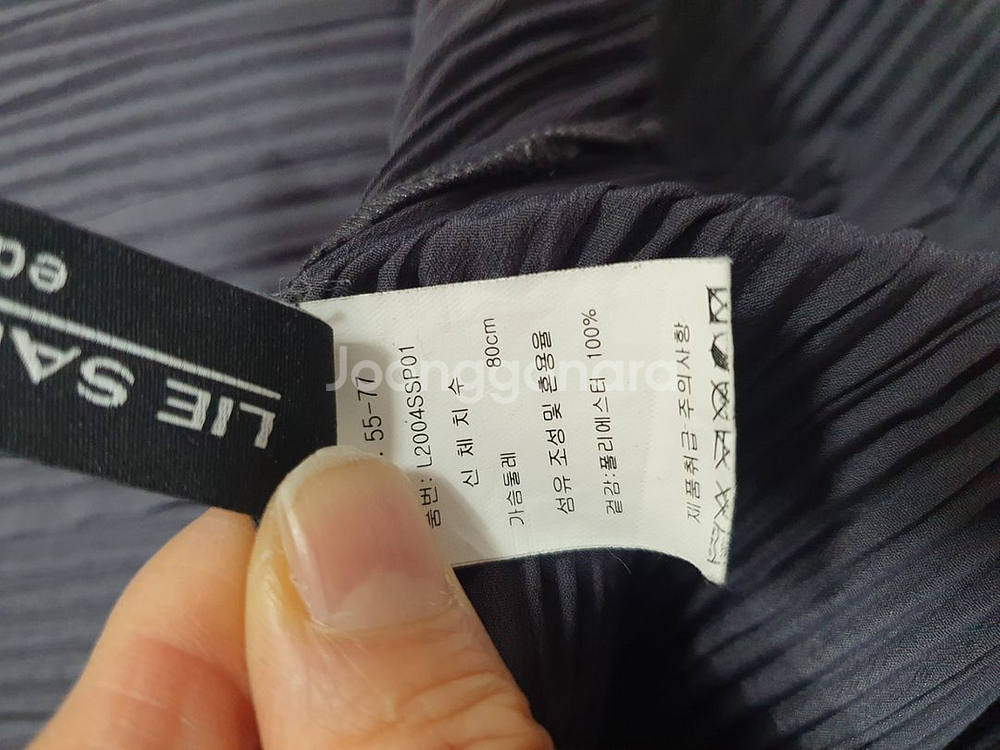 LIE SA
ed
55-77
품번: L2004SSP01
신 체 치 수
가슴둘레 80cm
섬유 조성 및 혼용율
겉감:폴리에스터 100%
제품취급 주의사항
Joonggonara